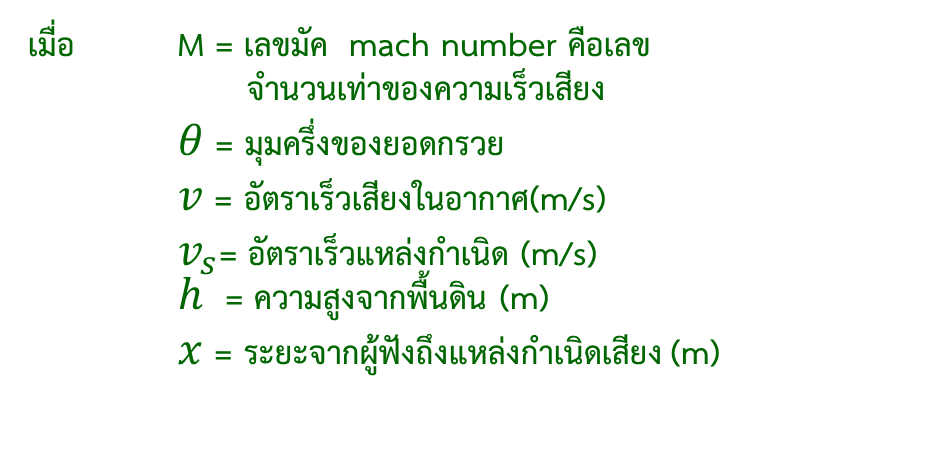 เมื่อ M = เลขมัค mach number คือเลข
จำนวนเท่าของความเร็วเสียง
θ = มุมครึ่งของยอดกรวย
v = อัตราเร็วเสียงในอากาศ(m/s)
v_S= อัตราเร็วแหล่งกำเนิด (m/s)
h = ความสูงจากพื้นดิน (m)
x = ระยะจากผู้ฟังถึงแหล่งกำเนิดเสียง (m)